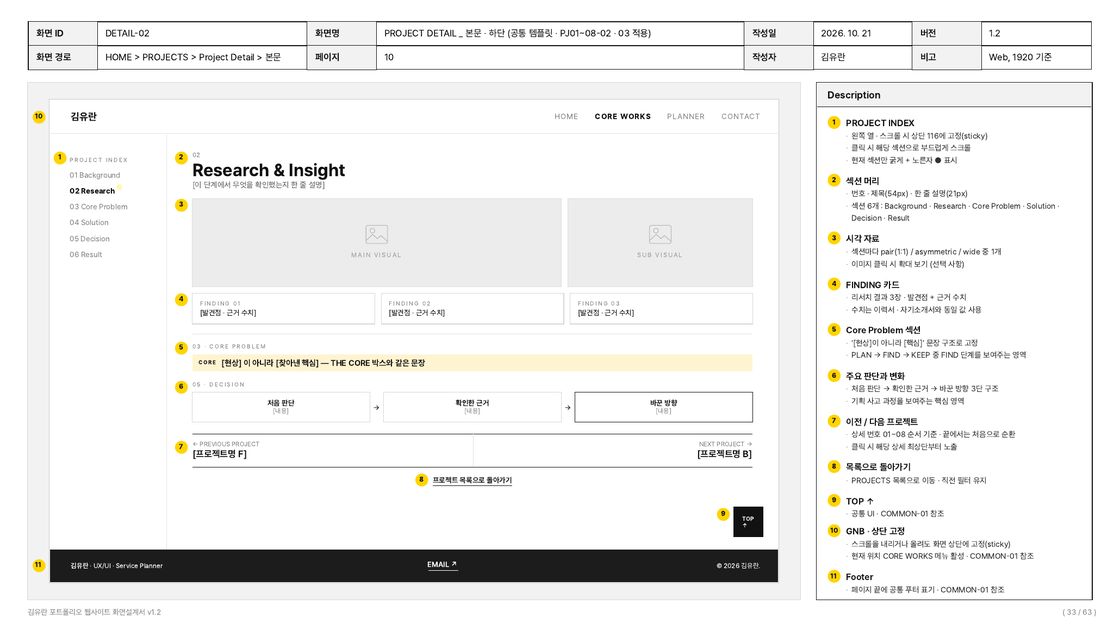 화면 ID DETAIL-02 화면명 PROJECT DETAIL _ 본문 · 하단 (공통 템플릿 · PJ01~08-02 · 03 적용) 작성일 2026. 10. 21 버전 1.2
화면 경로 HOME > PROJECTS > Project Detail > 본문 페이지 10 작성자 김유란 비고 Web, 1920 기준
10 김유란 HOME CORE WORKS PLANNER CONTACT
1 PROJECT INDEX
01 Background
02 Research
03 Core Problem
04 Solution
05 Decision
06 Result
2 02
Research & Insight
[이 단계에서 무엇을 확인했는지 한 줄 설명]
3
MAIN VISUAL
SUB VISUAL
4
FINDING 01
[발견점 · 근거 수치]
FINDING 02
[발견점 · 근거 수치]
FINDING 03
[발견점 · 근거 수치]
5 03 · CORE PROBLEM
CORE [현상] 이 아니라 [찾아낸 핵심] — THE CORE 박스와 같은 문장
6 05 · DECISION
처음 판단
[내용]
→
확인한 근거
[내용]
→
바꾼 방향
[내용]
7
← PREVIOUS PROJECT
[프로젝트명 F]
NEXT PROJECT →
[프로젝트명 B]
8 프로젝트 목록으로 돌아가기
9 TOP
↑
11 김유란 · UX/UI · Service Planner EMAIL ↗ © 2026 김유란.
Description
1 PROJECT INDEX
· 왼쪽 열 · 스크롤 시 상단 116에 고정(sticky)
· 클릭 시 해당 섹션으로 부드럽게 스크롤
· 현재 섹션만 굵게 + 노른자 ● 표시
2 섹션 머리
· 번호 · 제목(54px) · 한 줄 설명(21px)
· 섹션 6개 : Background · Research · Core Problem · Solution ·
Decision · Result
3 시각 자료
· 섹션마다 pair(1:1) / asymmetric / wide 중 1개
· 이미지 클릭 시 확대 보기 (선택 사항)
4 FINDING 카드
· 리서치 결과 3장 · 발견점 + 근거 수치
· 수치는 이력서 · 자기소개서와 동일 값 사용
5 Core Problem 섹션
· '[현상]이 아니라 [핵심]' 문장 구조로 고정
· PLAN → FIND → KEEP 중 FIND 단계를 보여주는 영역
6 주요 판단과 변화
· 처음 판단 → 확인한 근거 → 바꾼 방향 3단 구조
· 기획 사고 과정을 보여주는 핵심 영역
7 이전 / 다음 프로젝트
· 상세 번호 01~08 순서 기준 · 끝에서는 처음으로 순환
· 클릭 시 해당 상세 최상단부터 노출
8 목록으로 돌아가기
· PROJECTS 목록으로 이동 · 직전 필터 유지
9 TOP ↑
· 공통 UI · COMMON-01 참조
10 GNB · 상단 고정
· 스크롤을 내리거나 올려도 화면 상단에 고정(sticky)
· 현재 위치 CORE WORKS 메뉴 활성 · COMMON-01 참조
11 Footer
· 페이지 끝에 공통 푸터 표기 · COMMON-01 참조
김유란 포트폴리오 웹사이트 화면설계서 v1.2
( 33 / 63 )